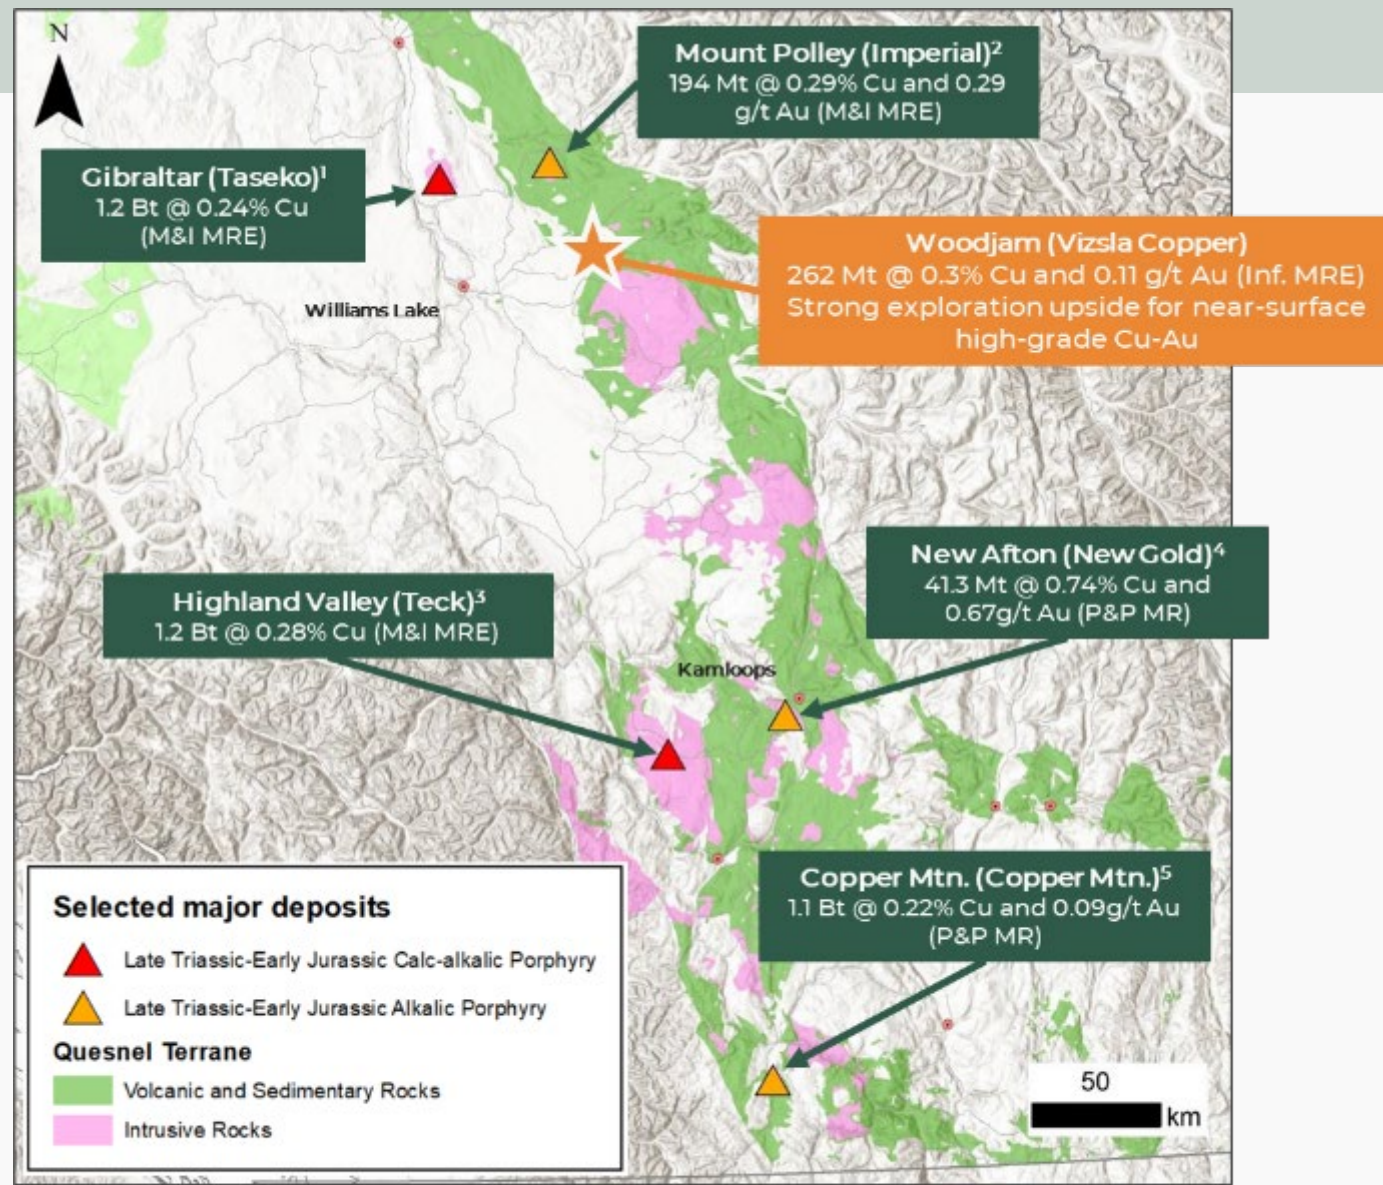 N
Mount Polley (Imperial)²
194 Mt @ 0.29% Cu and 0.29
g/t Au (M&I MRE)
Gibraltar (Taseko)¹
1.2 Bt @ 0.24% Cu
(M&I MRE)
Woodjam (Vizsla Copper)
262 Mt @ 0.3% Cu and 0.11 g/t Au (Inf. MRE)
Strong exploration upside for near-surface
high-grade Cu-Au
Williams Lake
New Afton (New Gold)⁴
41.3 Mt @ 0.74% Cu and
0.67g/t Au (P&P MR)
Highland Valley (Teck)³
1.2 Bt @ 0.28% Cu (M&I MRE)
Kamloops
Copper Mtn. (Copper Mtn.)⁵
1.1 Bt @ 0.22% Cu and 0.09g/t Au
(P&P MR)
Selected major deposits
Late Triassic-Early Jurassic Calc-alkalic Porphyry
Late Triassic-Early Jurassic Alkalic Porphyry
Quesnel Terrane
Volcanic and Sedimentary Rocks
Intrusive Rocks
50
km